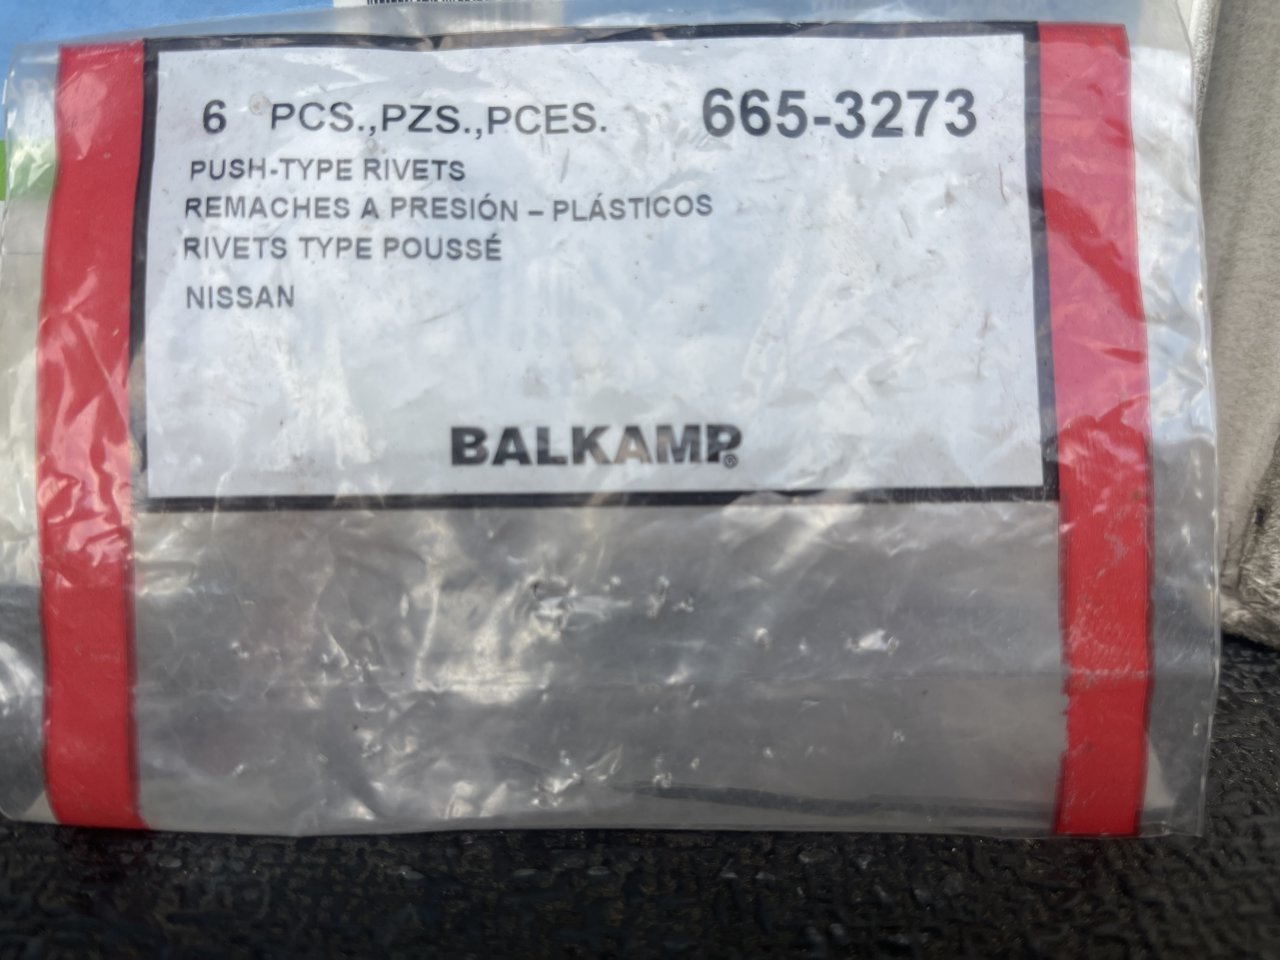 6 PCS.,PZS.,PCES. 665-3273
PUSH-TYPE RIVETS
REMACHES A PRESIÓN – PLÁSTICOS
RIVETS TYPE POUSSÉ
NISSAN
BALKAMP®